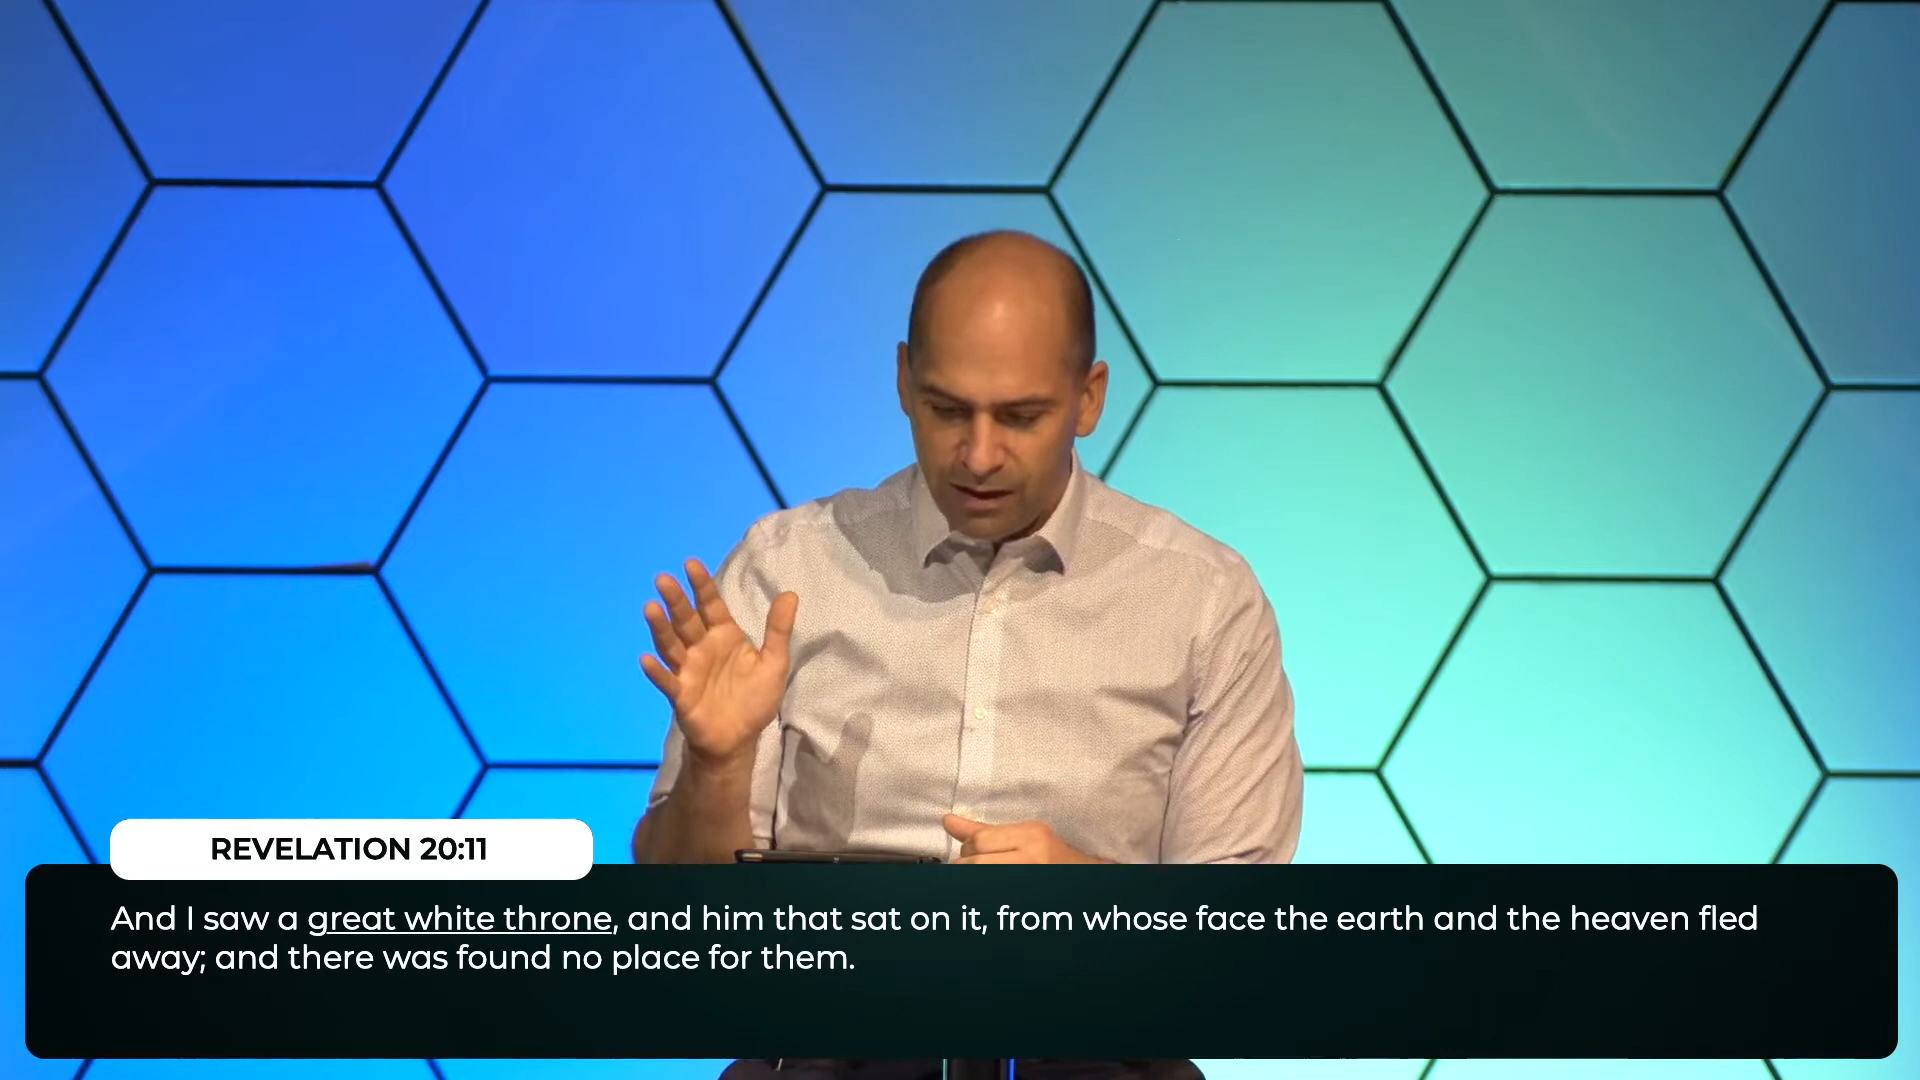 REVELATION 20:11
And I saw a great white throne, and him that sat on it, from whose face the earth and the heaven fled
away; and there was found no place for them.